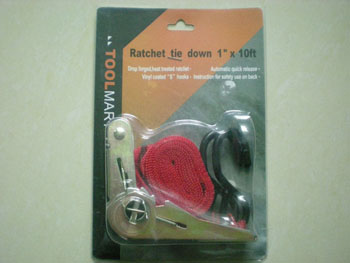 Ratchet tie down 1" x 10ft
Drop forged, heat treated ratchet - Automatic quick release -
Vinyl coated "S" hooks - Instruction for safety use on back -
TOOLMAR